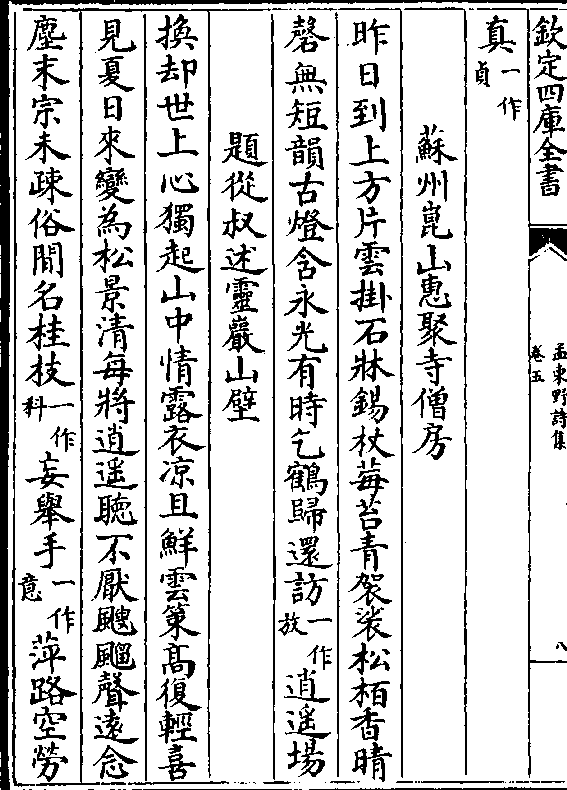 欽定四庫全書
孟東野詩集
卷五
八
真一作貞
蘇州崑山惠聚寺僧房
昨日到上方片雲掛石牀錫杖莓苔青袈裟松栢香晴
磬無短韻古燈含永光有時乞鶴歸還訪一作放逍遥場
題從叔述靈巖山壁
換却世上心獨起山中情露衣凉且鮮雲䇿髙復輕喜
見夏日來變為松景清每將逍遥聽不厭颼飀聲遠念
塵末宗未疎俗間名桂枝一作科妄舉手一作意萍路空勞